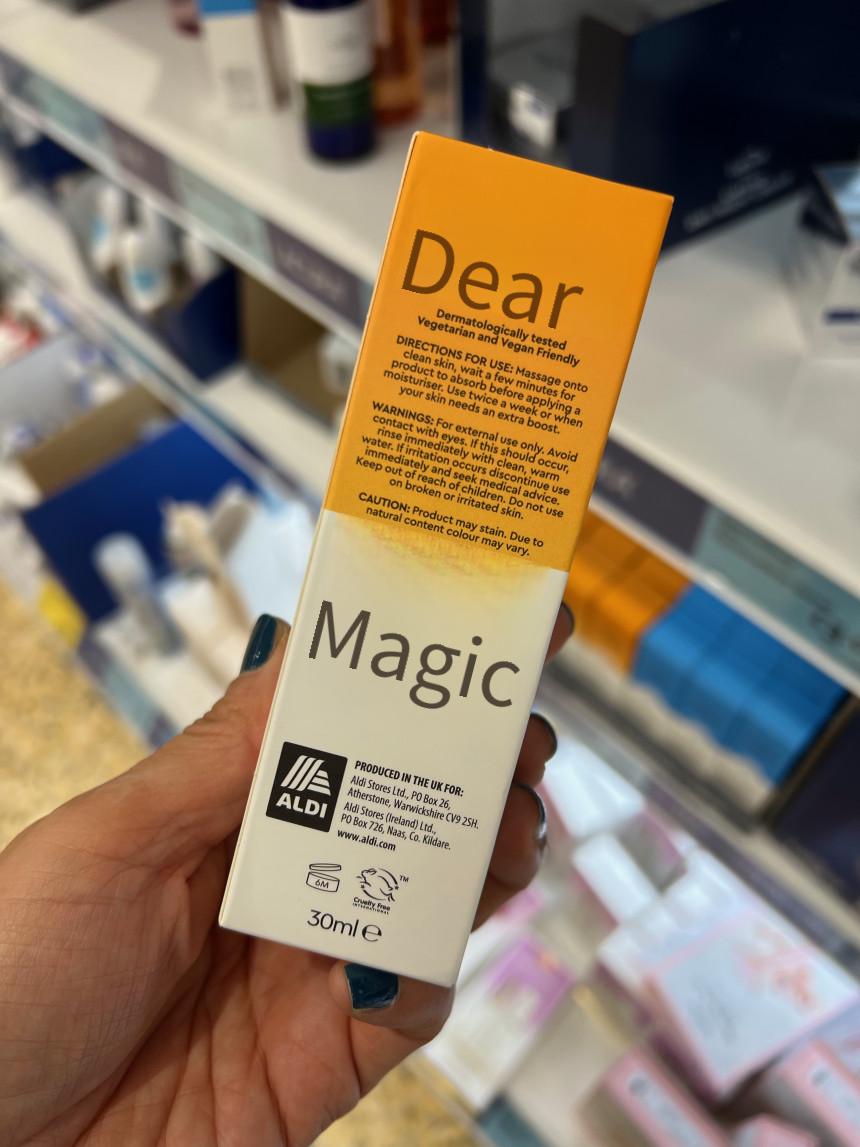 Dear
Dermatologically tested
Vegetarian and Vegan Friendly
DIRECTIONS FOR USE: Massage onto
clean skin, wait a few minutes for
product to absorb before applying a
moisturiser. Use twice a week or when
your skin needs an extra boost.
WARNINGS: For external use only. Avoid
contact with eyes. If this should occur,
rinse immediately with clean, warm
water. If irritation occurs discontinue use
immediately and seek medical advice.
Keep out of reach of children. Do not use
on broken or irritated skin.
CAUTION: Product may stain. Due to
natural content colour may vary.
Magic
ALDI
PRODUCED IN THE UK FOR:
Aldi Stores Ltd., PO Box 26,
Atherstone, Warwickshire CV9 2SH.
Aldi Stores (Ireland) Ltd.,
PO Box 726, Naas, Co. Kildare.
www.aldi.com
6M
TM
Cruelty Free
INTERNATIONAL
30ml e